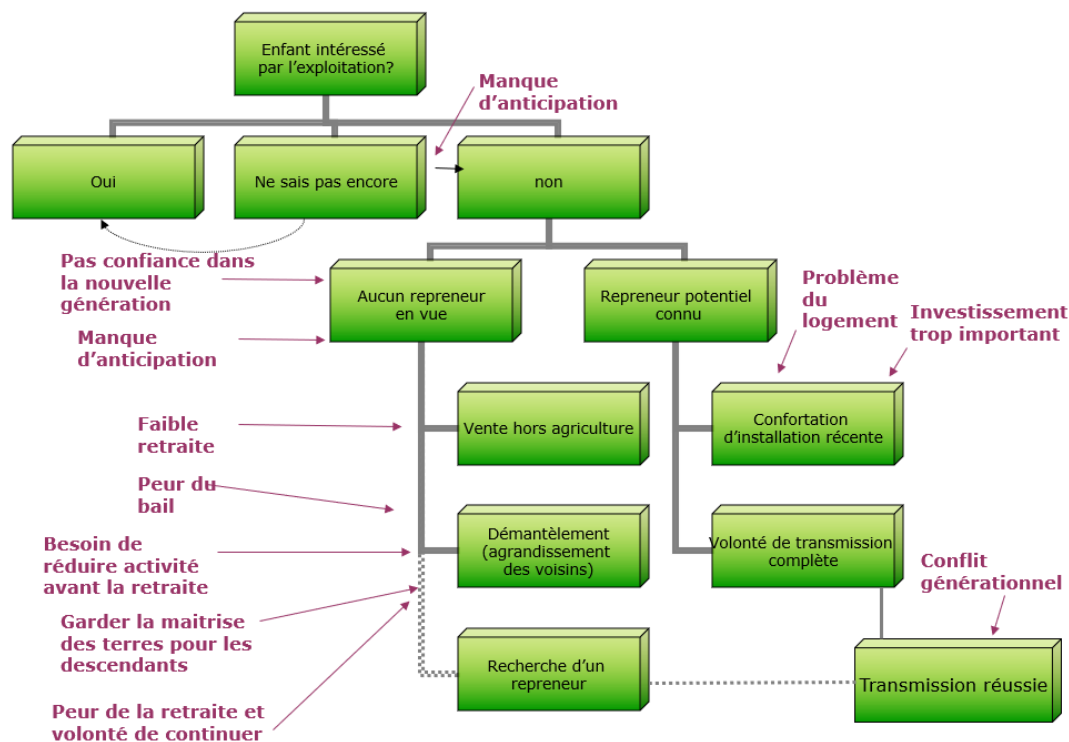 Enfant intéressé
par l'exploitation?
Manque
d'anticipation
Oui
Ne sais pas encore
non
Pas confiance dans
la nouvelle
génération
Aucun repreneur
en vue
Repreneur potentiel
connu
Problème
du
logement
Investissement
trop important
Manque
d'anticipation
Faible
retraite
Vente hors agriculture
Confortation
d'installation récente
Peur du
bail
Besoin de
réduire activité
avant la retraite
Démantèlement
(agrandissement
des voisins)
Volonté de transmission
complète
Conflit
générationnel
Garder la maitrise
des terres pour les
descendants
Recherche d'un
repreneur
Transmission réussie
Peur de la retraite et
volonté de continuer